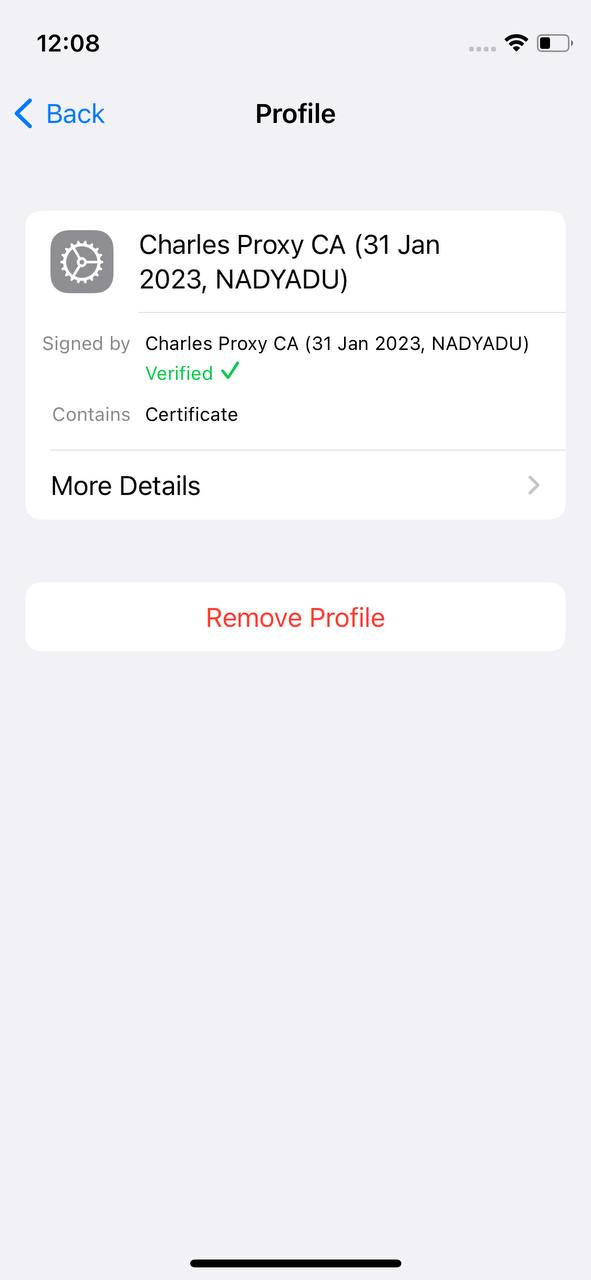 12:08
Back
Profile
Charles Proxy CA (31 Jan
2023, NADYADU)
Signed by Charles Proxy CA (31 Jan 2023, NADYADU)
Verified
Contains Certificate
More Details
Remove Profile